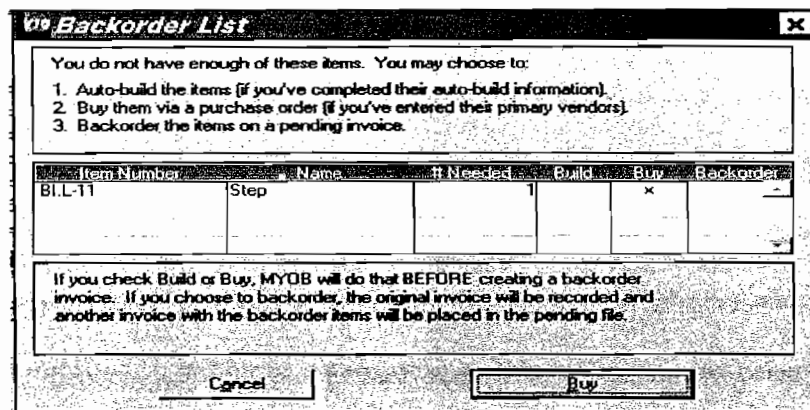 Backorder List
You do not have enough of these items. You may choose to:
1. Auto-build the items (if you've completed their auto-build information).
2. Buy them via a purchase order (if you've entered their primary vendors).
3. Backorder the items on a pending invoice.
Item Number Name # Needed Build Buy Backorder
BI.L-11 Step 1 x
If you check Build or Buy, MYOB will do that BEFORE creating a backorder
invoice. If you choose to backorder, the original invoice will be recorded and
another invoice with the backorder items will be placed in the pending file.
Cancel Buy